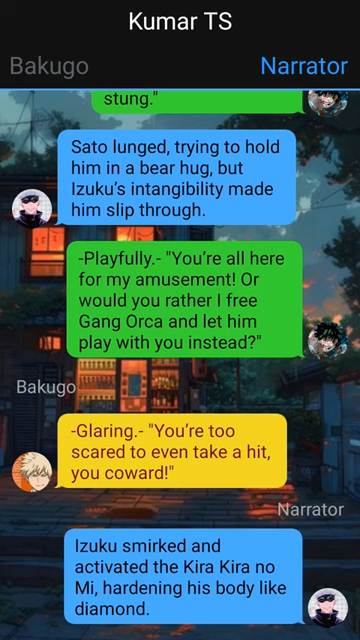 Kumar TS
Bakugo
Narrator
stung."
Sato lunged, trying to hold
him in a bear hug, but
Izuku’s intangibility made
him slip through.
-Playfully.- "You’re all here
for my amusement! Or
would you rather I free
Gang Orca and let him
play with you instead?"
Bakugo
-Glaring.- "You’re too
scared to even take a hit,
you coward!"
Narrator
Izuku smirked and
activated the Kira Kira no
Mi, hardening his body like
diamond.